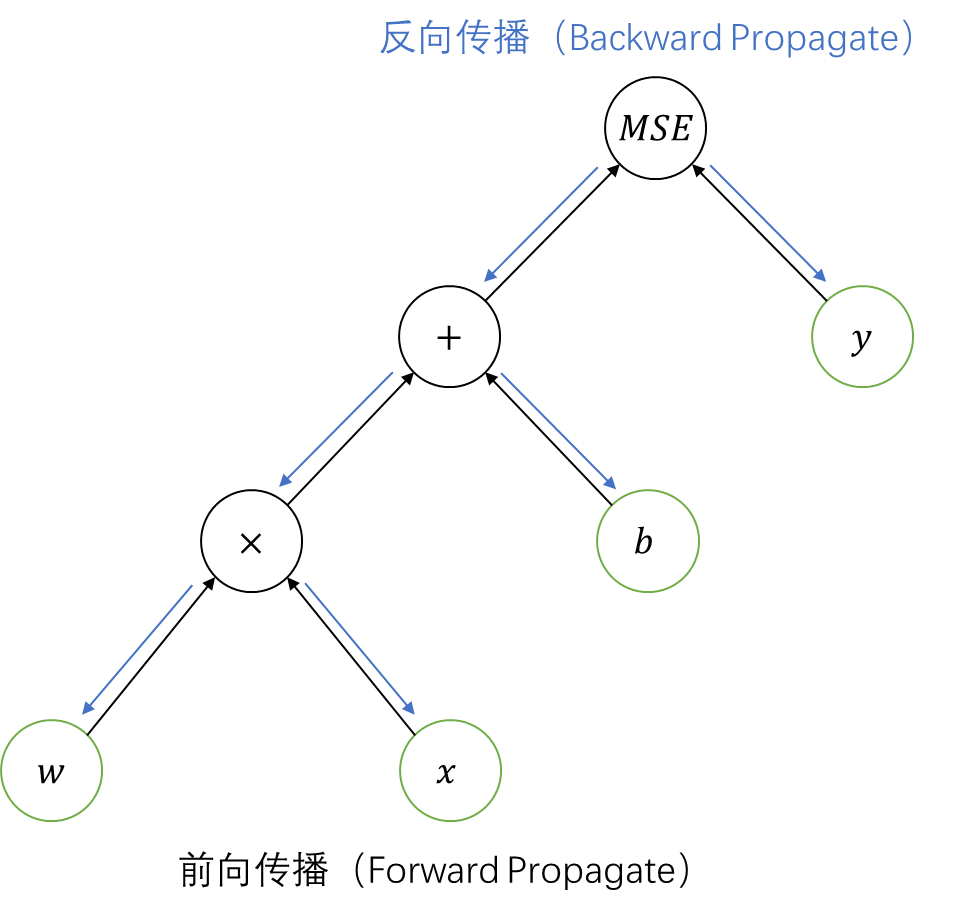 反向传播（Backward Propagate）
MSE
+
y
×
b
w
x
前向传播（Forward Propagate）